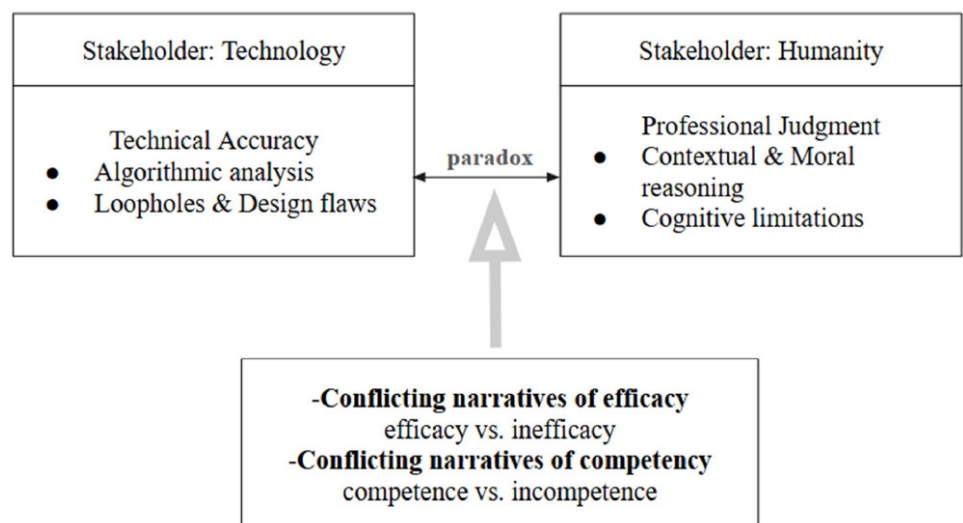 Stakeholder: Technology
Technical Accuracy
● Algorithmic analysis
● Loopholes & Design flaws
paradox
Stakeholder: Humanity
Professional Judgment
● Contextual & Moral
reasoning
● Cognitive limitations
-Conflicting narratives of efficacy
efficacy vs. inefficacy
-Conflicting narratives of competency
competence vs. incompetence